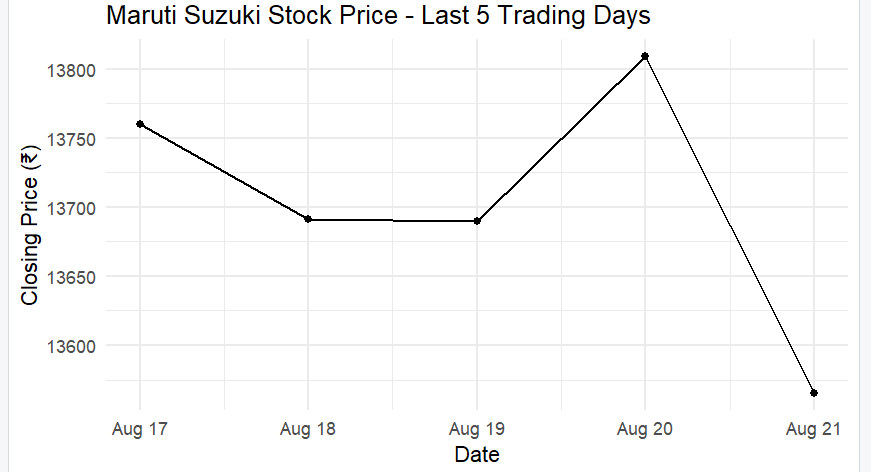 Maruti Suzuki Stock Price - Last 5 Trading Days
Closing Price (₹)
13800
13750
13700
13650
13600
Aug 17 Aug 18 Aug 19 Aug 20 Aug 21
Date